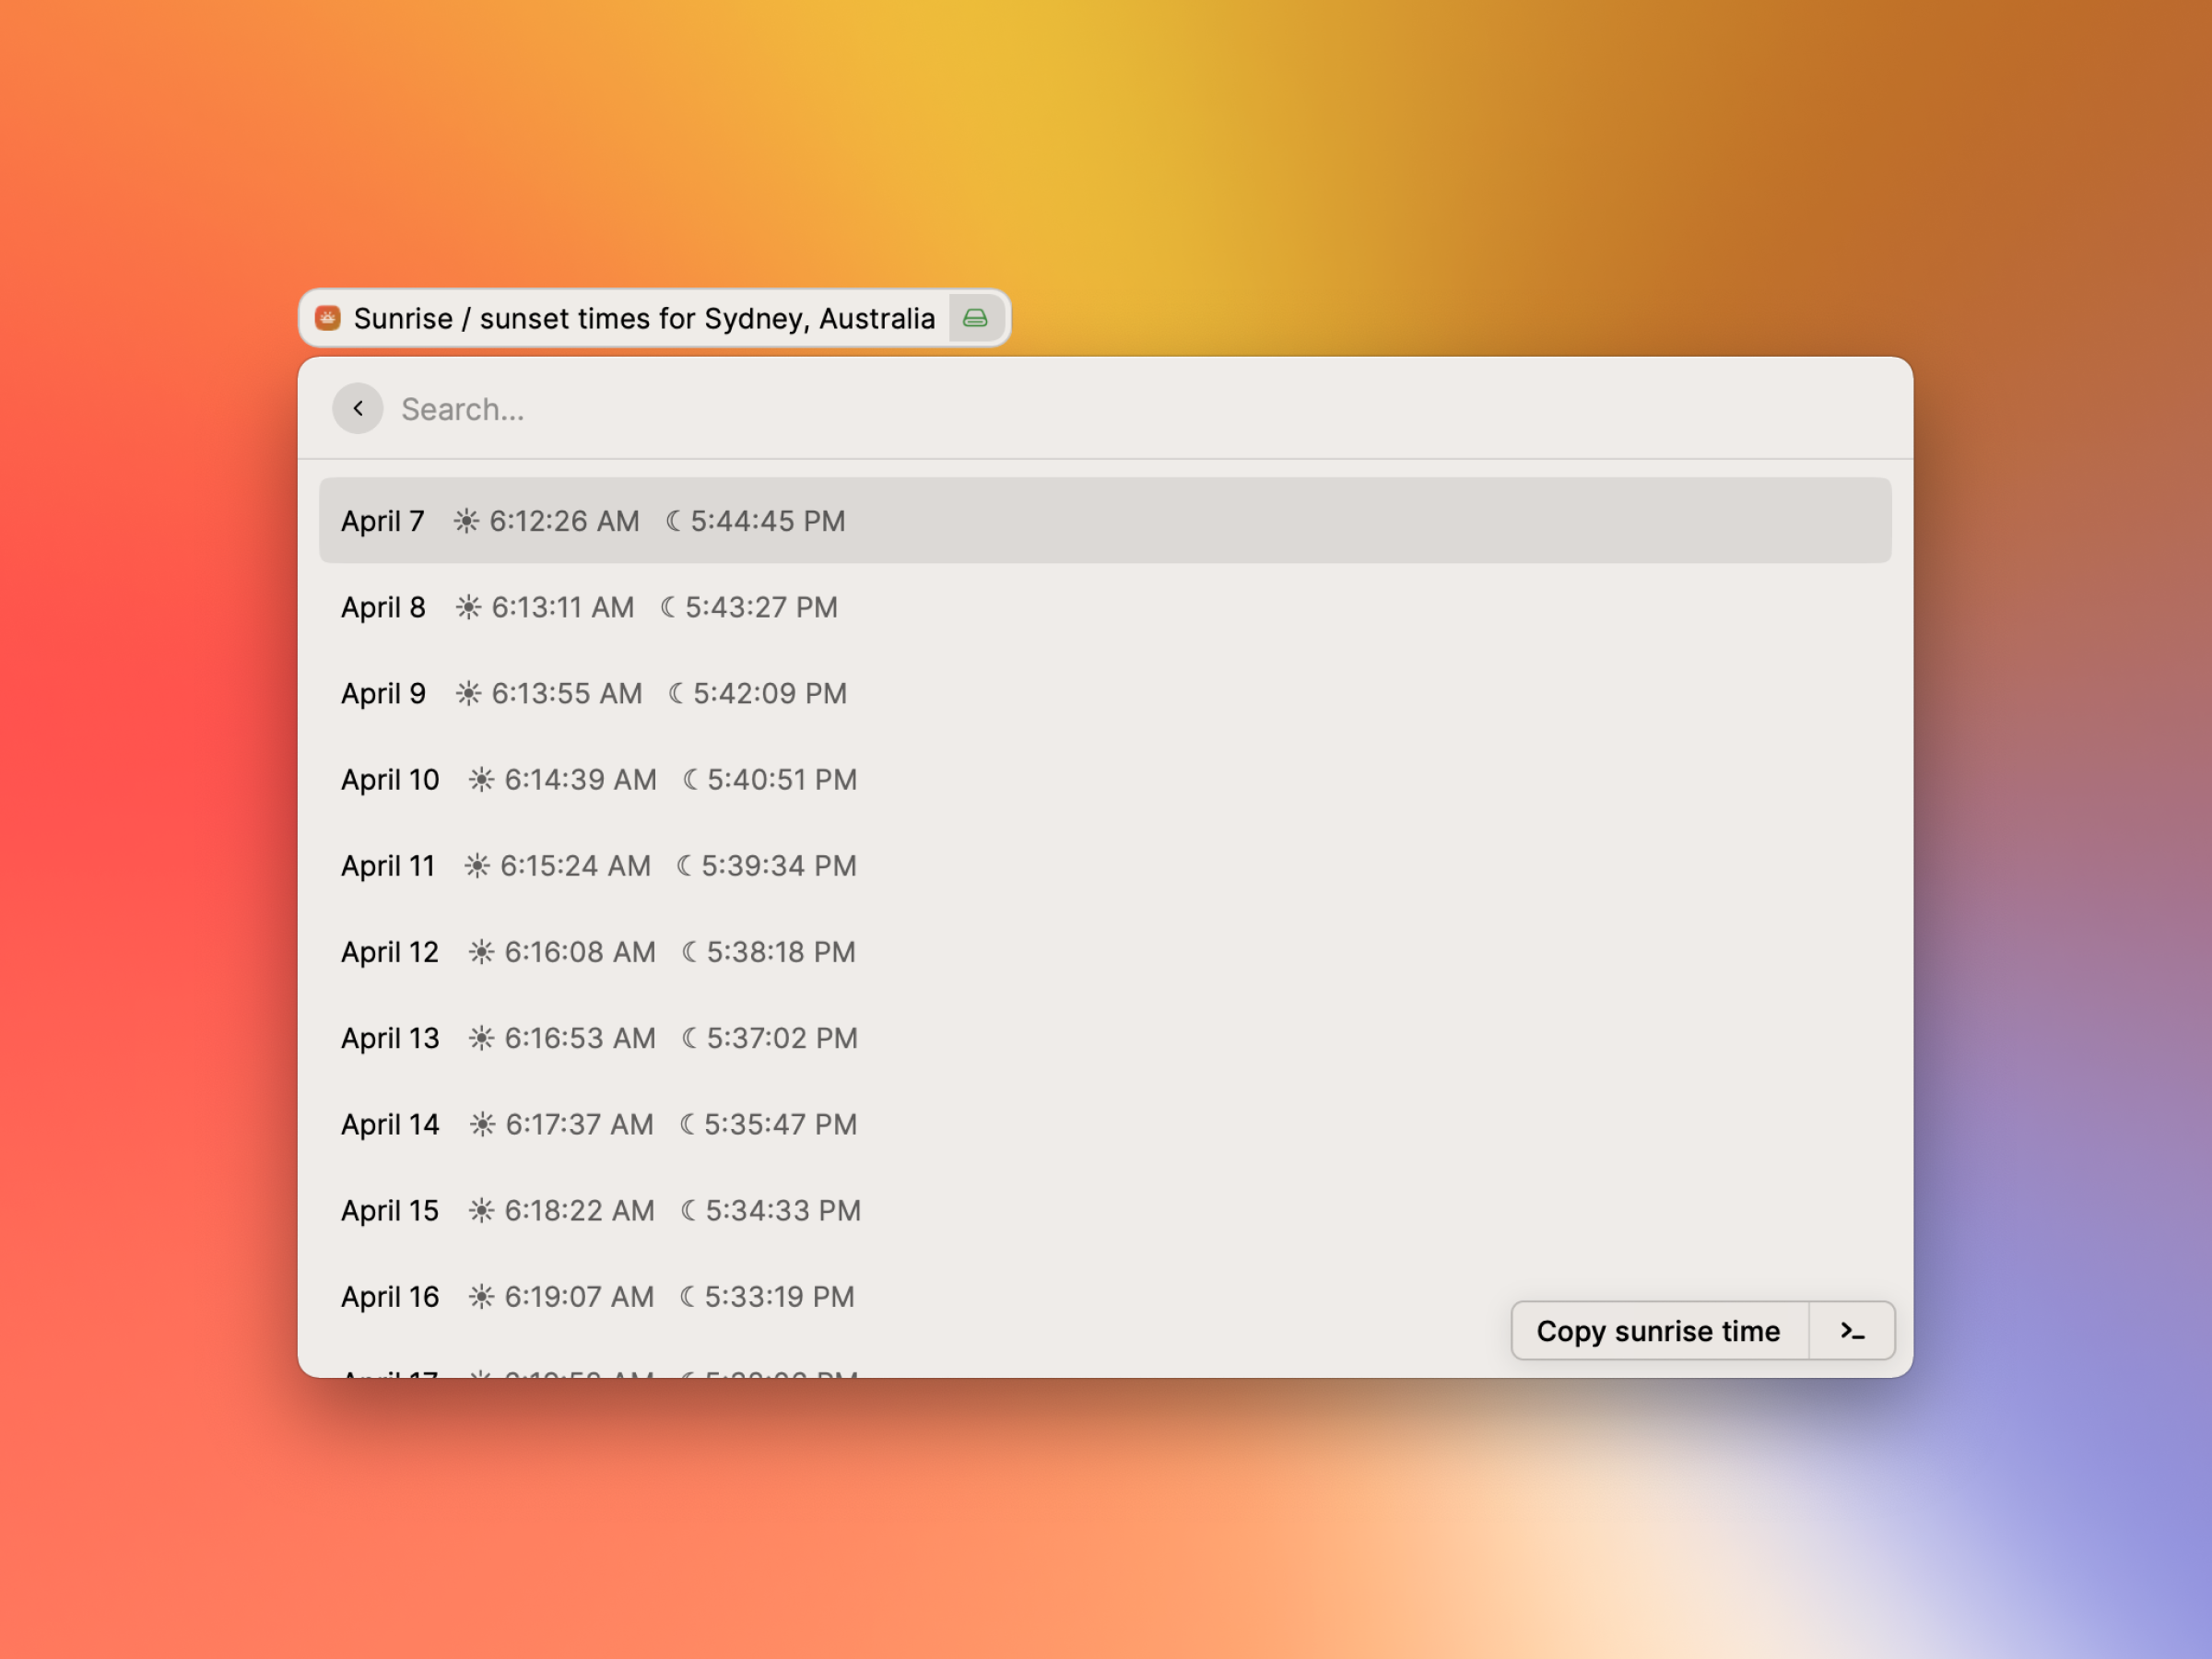 Sunrise / sunset times for Sydney, Australia
Search...
April 7 ☀ 6:12:26 AM ☾ 5:44:45 PM
April 8 ☀ 6:13:11 AM ☾ 5:43:27 PM
April 9 ☀ 6:13:55 AM ☾ 5:42:09 PM
April 10 ☀ 6:14:39 AM ☾ 5:40:51 PM
April 11 ☀ 6:15:24 AM ☾ 5:39:34 PM
April 12 ☀ 6:16:08 AM ☾ 5:38:18 PM
April 13 ☀ 6:16:53 AM ☾ 5:37:02 PM
April 14 ☀ 6:17:37 AM ☾ 5:35:47 PM
April 15 ☀ 6:18:22 AM ☾ 5:34:33 PM
April 16 ☀ 6:19:07 AM ☾ 5:33:19 PM
Copy sunrise time
April 17